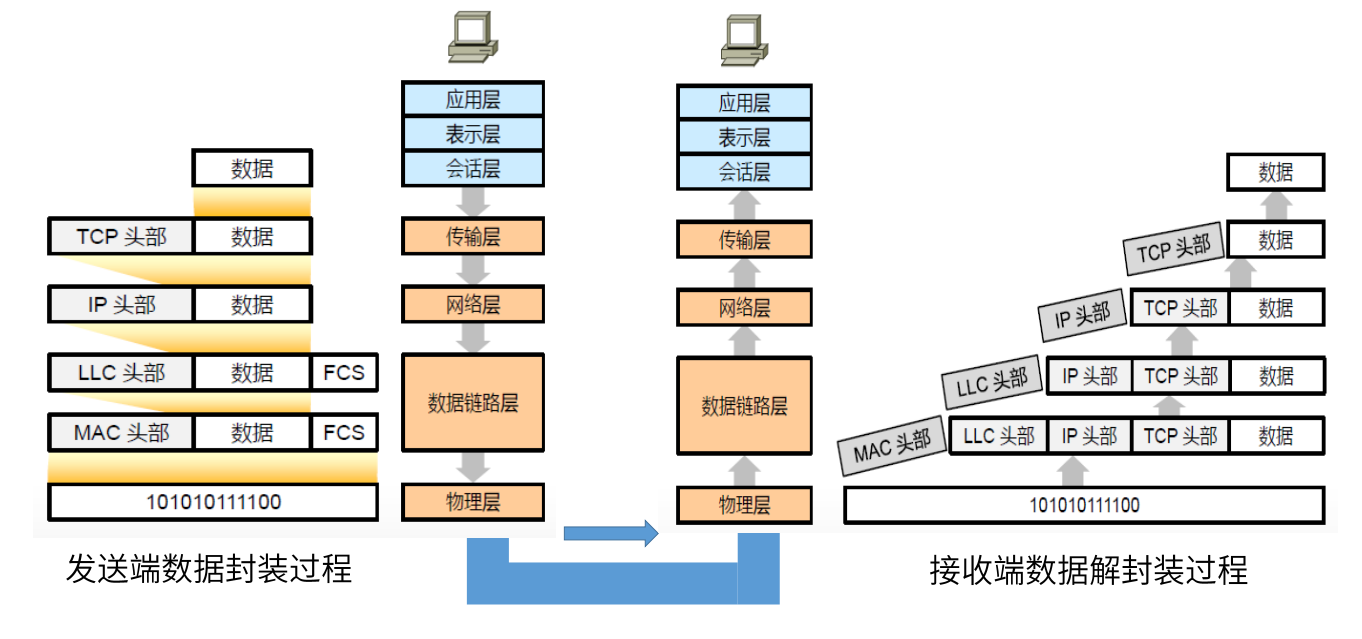 数据
TCP 头部 数据
IP 头部 数据
LLC 头部 数据 FCS
MAC 头部 数据 FCS
101010111100
发送端数据封装过程
应用层
表示层
会话层
传输层
网络层
数据链路层
物理层
应用层
表示层
会话层
传输层
网络层
数据链路层
物理层
数据
TCP 头部 数据
IP 头部 TCP 头部 数据
LLC 头部 IP 头部 TCP 头部 数据
MAC 头部 LLC 头部 IP 头部 TCP 头部 数据
101010111100
接收端数据解封装过程